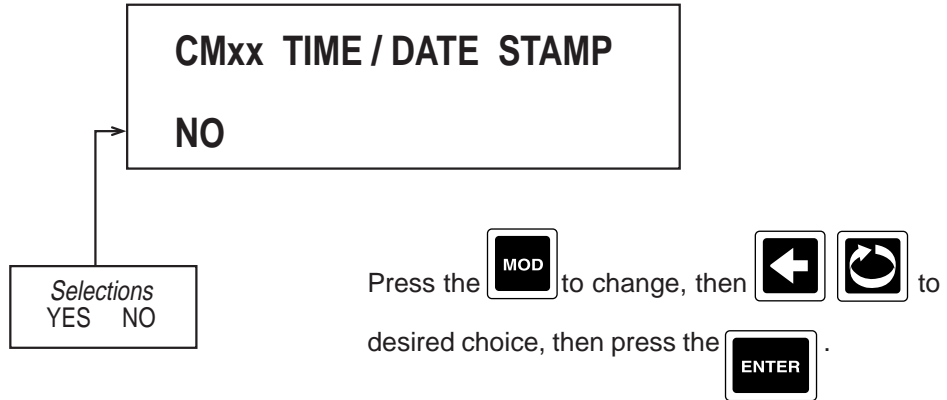 CMxx TIME / DATE STAMP
NO
Selections
YES NO
Press the MOD to change, then to
desired choice, then press the ENTER .